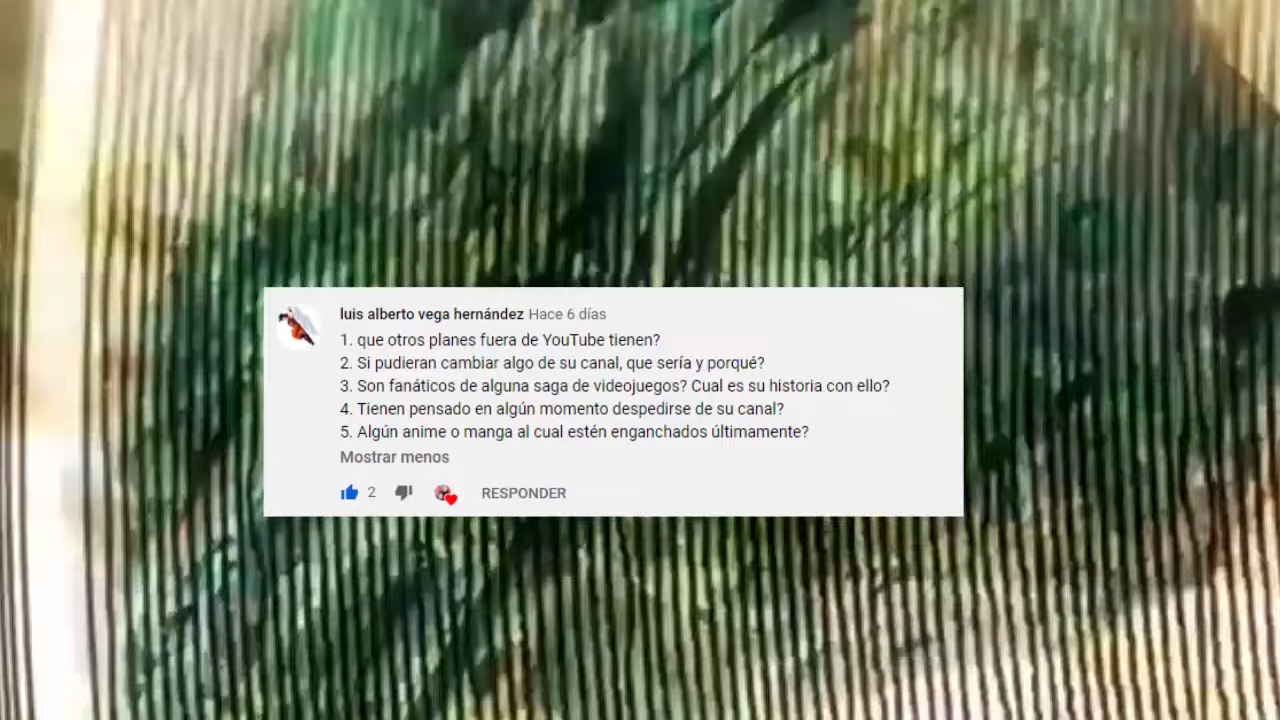 luis alberto vega hernández Hace 6 días
1. que otros planes fuera de YouTube tienen?
2. Si pudieran cambiar algo de su canal, que sería y porqué?
3. Son fanáticos de alguna saga de videojuegos? Cual es su historia con ello?
4. Tienen pensado en algún momento despedirse de su canal?
5. Algún anime o manga al cual estén enganchados últimamente?
Mostrar menos
2 RESPONDER